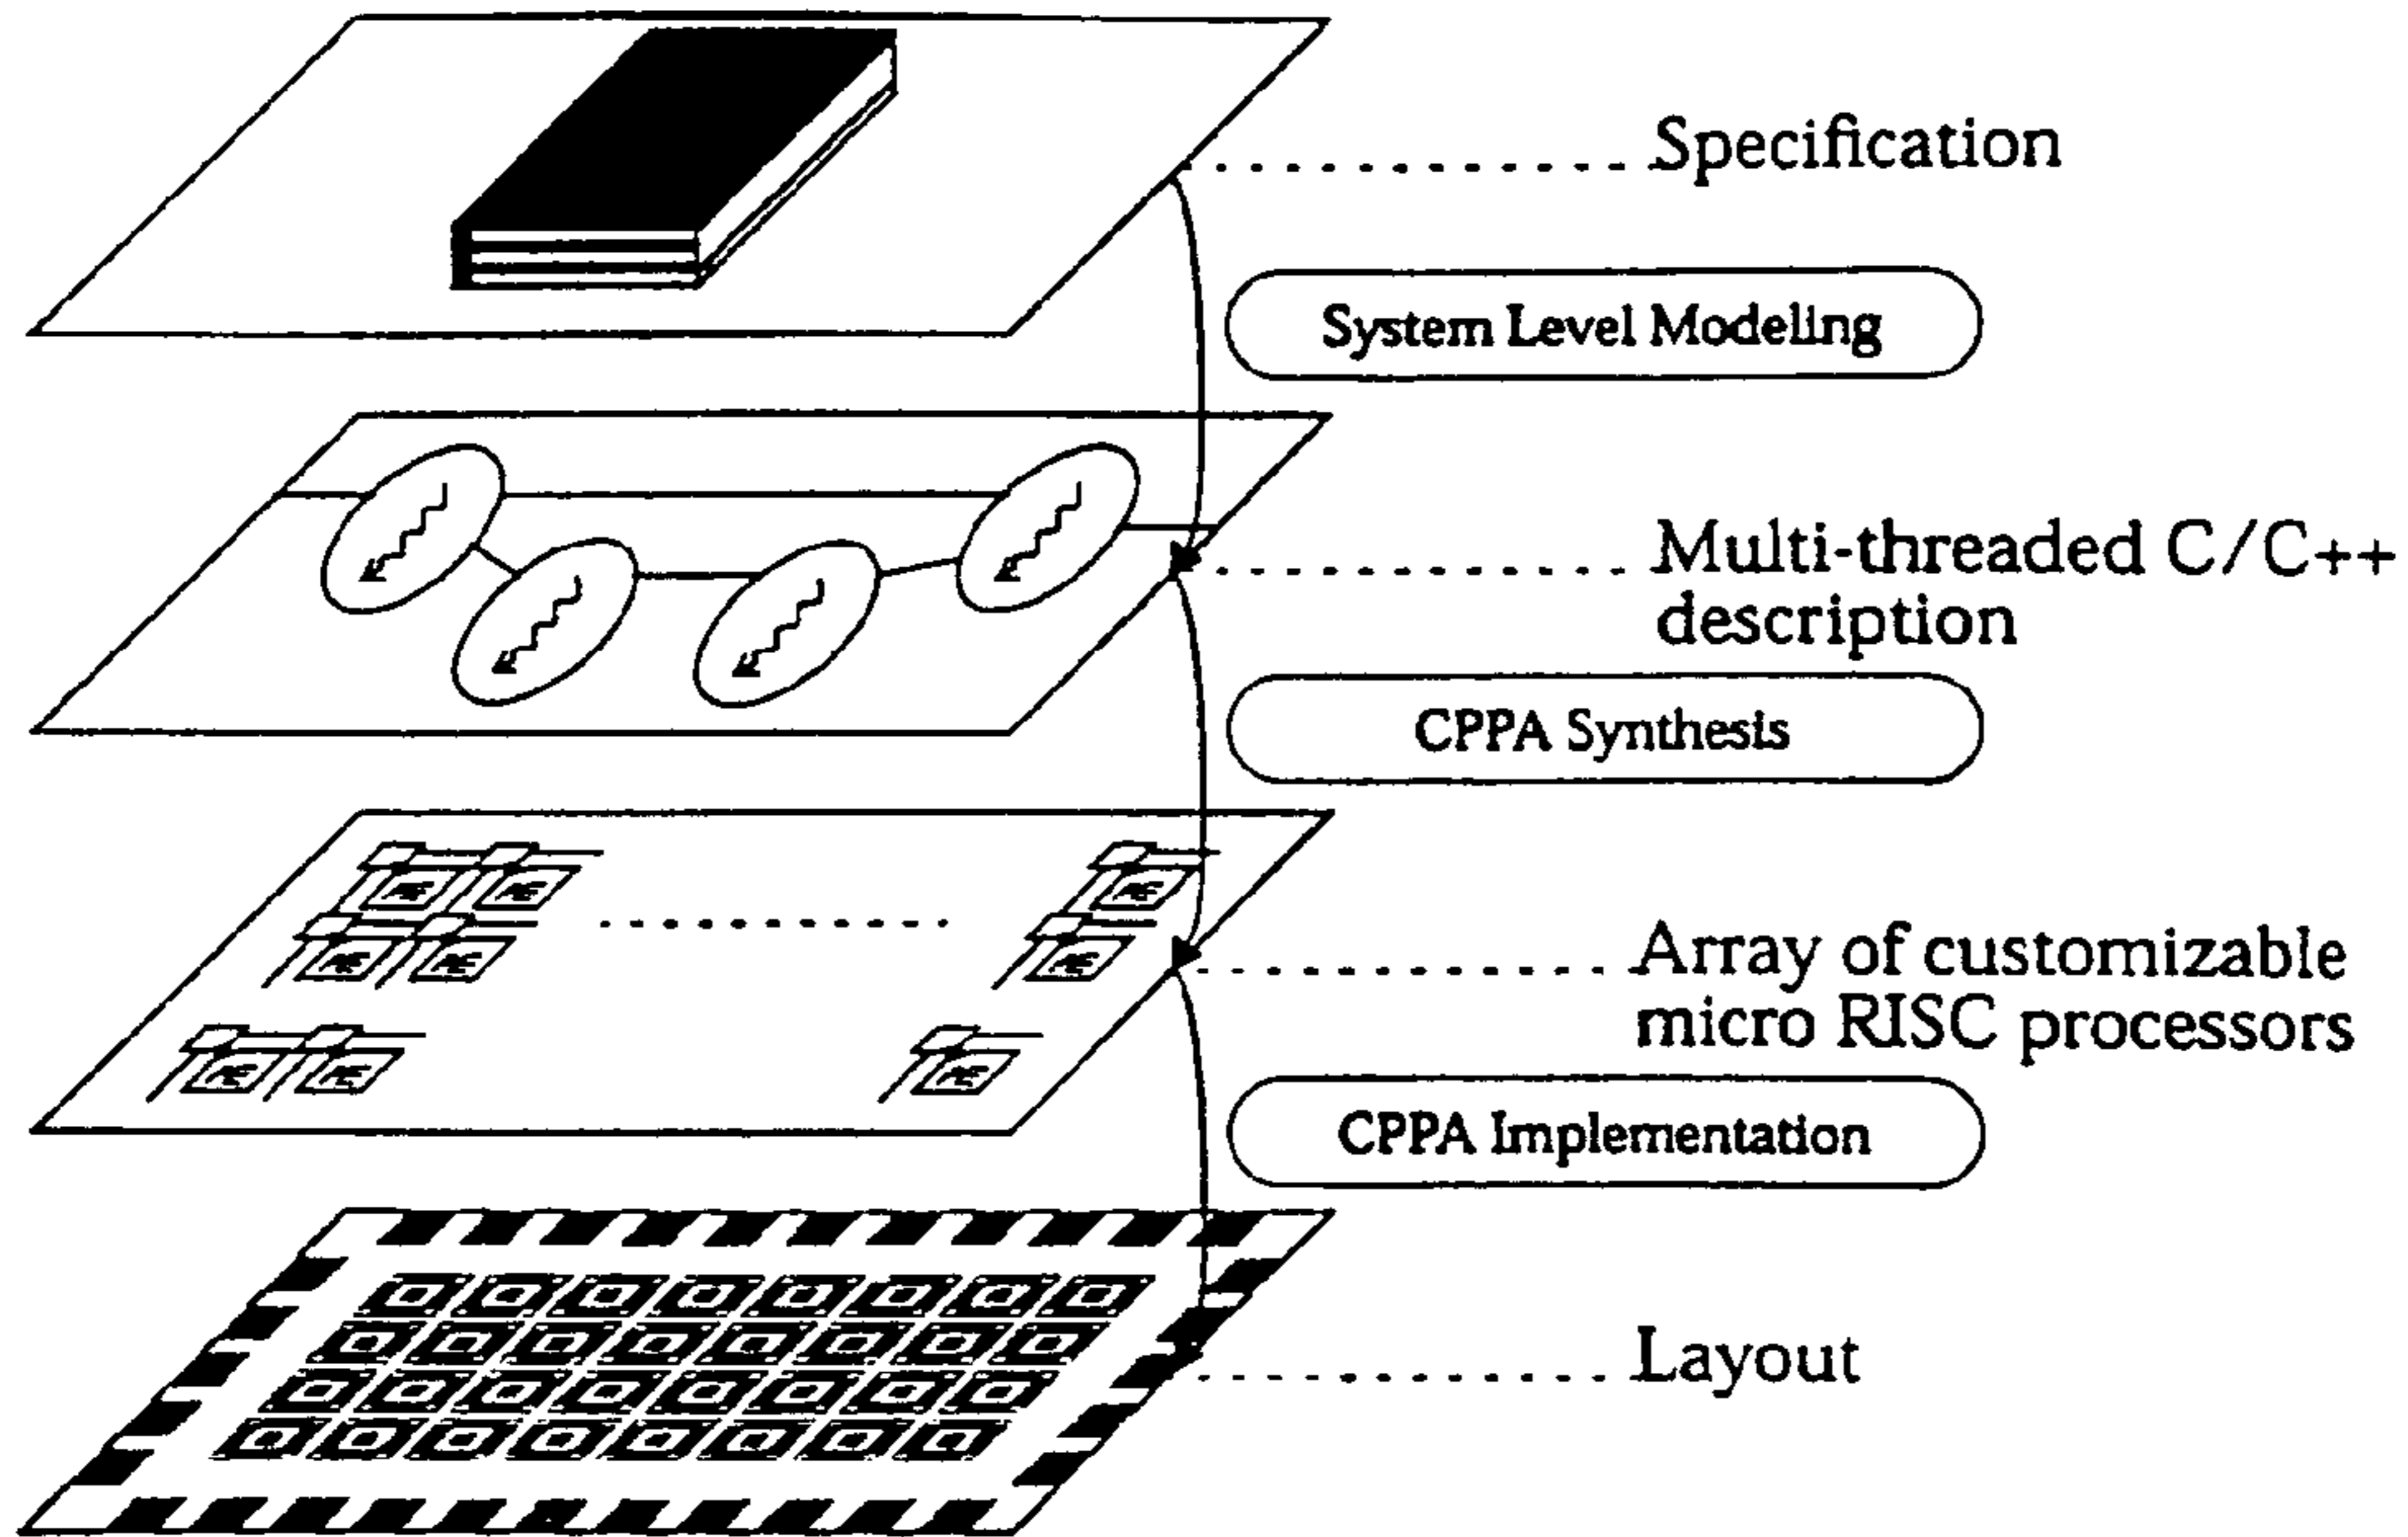 Specification
System Level Modeling
Multi-threaded C/C++
description
CPPA Synthesis
Array of customizable
micro RISC processors
CPPA Implementation
Layout